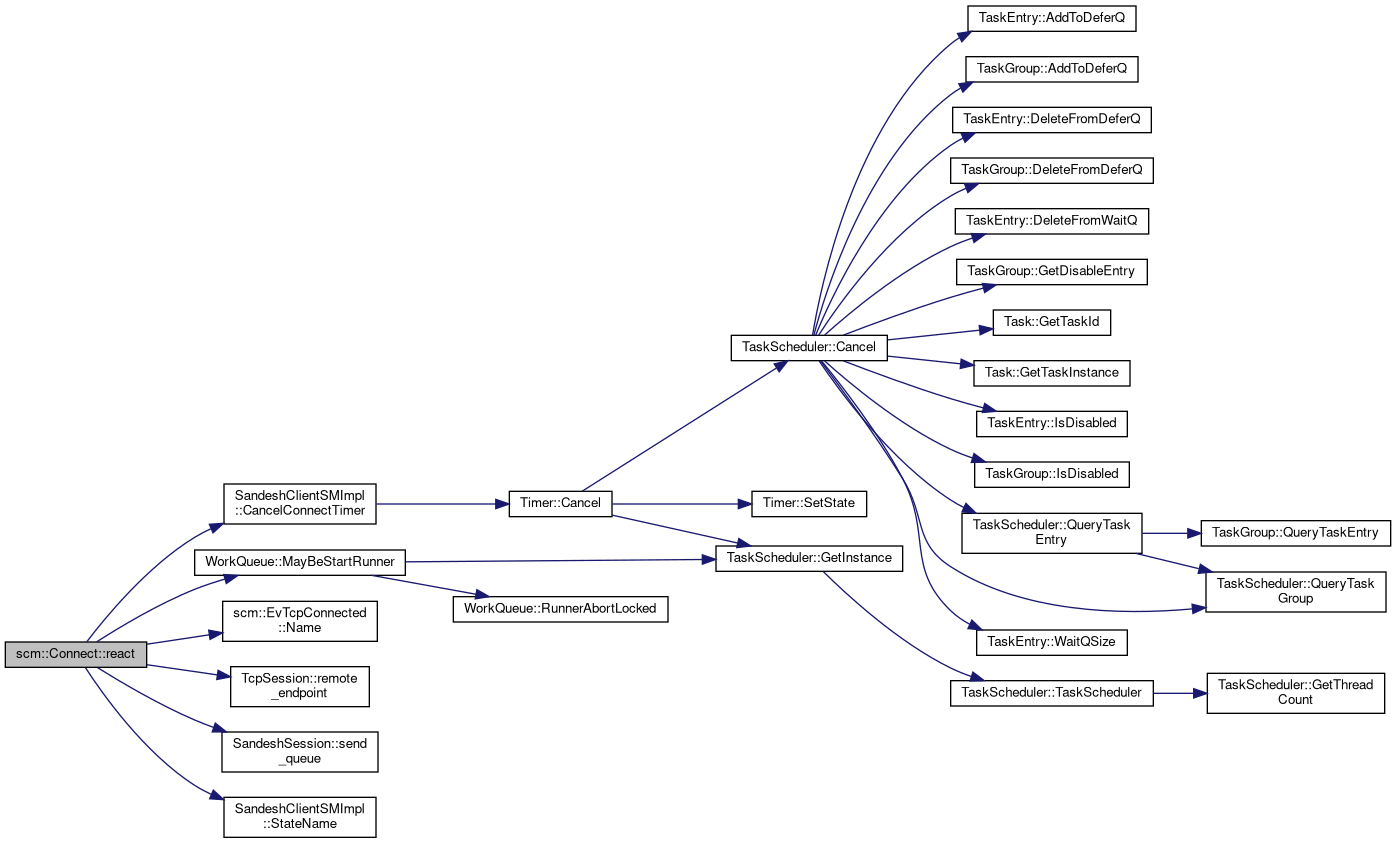 TaskEntry::AddToDeferQ
TaskGroup::AddToDeferQ
TaskEntry::DeleteFromDeferQ
TaskGroup::DeleteFromDeferQ
TaskEntry::DeleteFromWaitQ
TaskGroup::GetDisableEntry
Task::GetTaskId
TaskScheduler::Cancel
Task::GetTaskInstance
TaskEntry::IsDisabled
TaskGroup::IsDisabled
SandeshClientSMImpl
::CancelConnectTimer
Timer::Cancel
Timer::SetState
TaskScheduler::QueryTask
Entry
TaskGroup::QueryTaskEntry
WorkQueue::MayBeStartRunner
TaskScheduler::GetInstance
TaskScheduler::QueryTask
Group
WorkQueue::RunnerAbortLocked
scm::EvTcpConnected
::Name
TaskEntry::WaitQSize
scm::Connect::react
TcpSession::remote
_endpoint
TaskScheduler::TaskScheduler
TaskScheduler::GetThread
Count
SandeshSession::send
_queue
SandeshClientSMImpl
::StateName